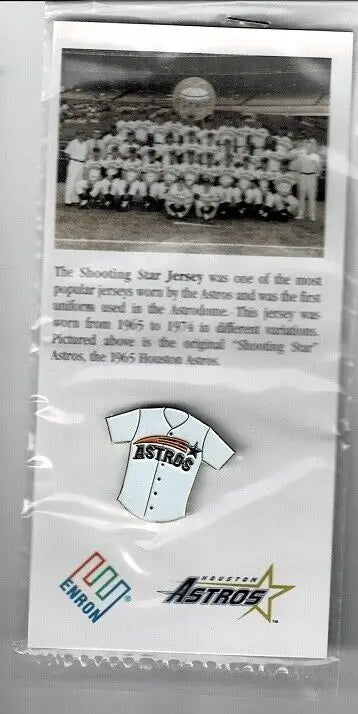 The Shooting Star Jersey was one of the most
popular jerseys worn by the Astros and was the first
uniform used in the Astrodome. This jersey was
worn from 1965 to 1974 in different variations.
Pictured above is the original "Shooting Star"
Astros, the 1965 Houston Astros.
ASTROS
ENRON®
HOUSTON
ASTROS™